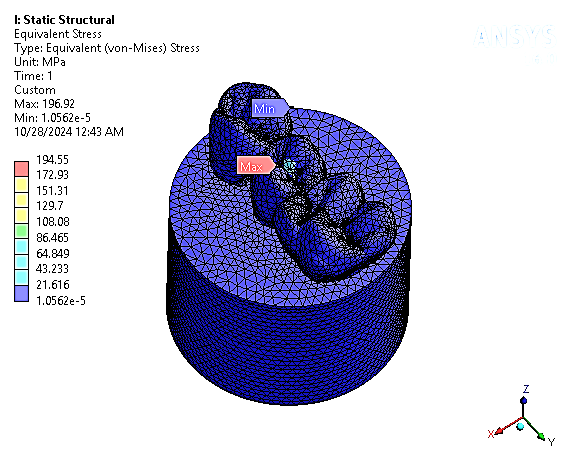 I: Static Structural
Equivalent Stress
Type: Equivalent (von-Mises) Stress
Unit: MPa
Time: 1
Custom
Max: 196.92
Min: 1.0562e-5
10/28/2024 12:43 AM
ANSYS
Min
Max
194.55
172.93
151.31
129.7
108.08
86.465
64.849
43.233
21.616
1.0562e-5
Z
X
Y